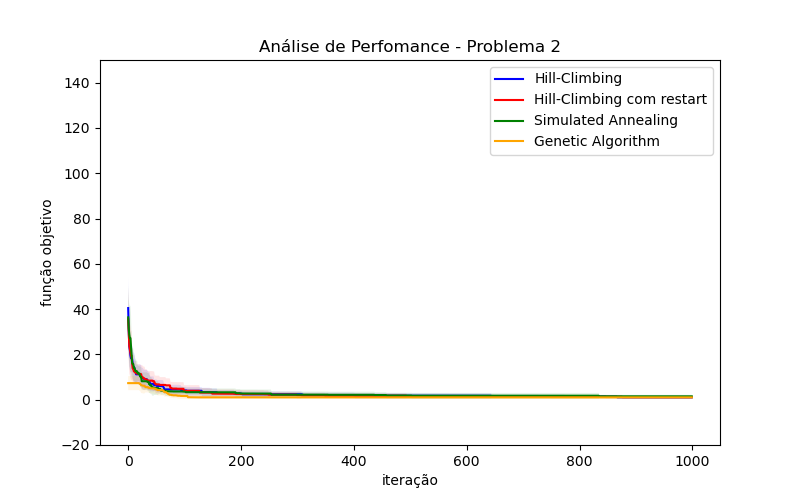 Análise de Perfomance - Problema 2
Hill-Climbing
Hill-Climbing com restart
Simulated Annealing
Genetic Algorithm
função objetivo
140
120
100
80
60
40
20
0
−20
0 200 400 600 800 1000
iteração